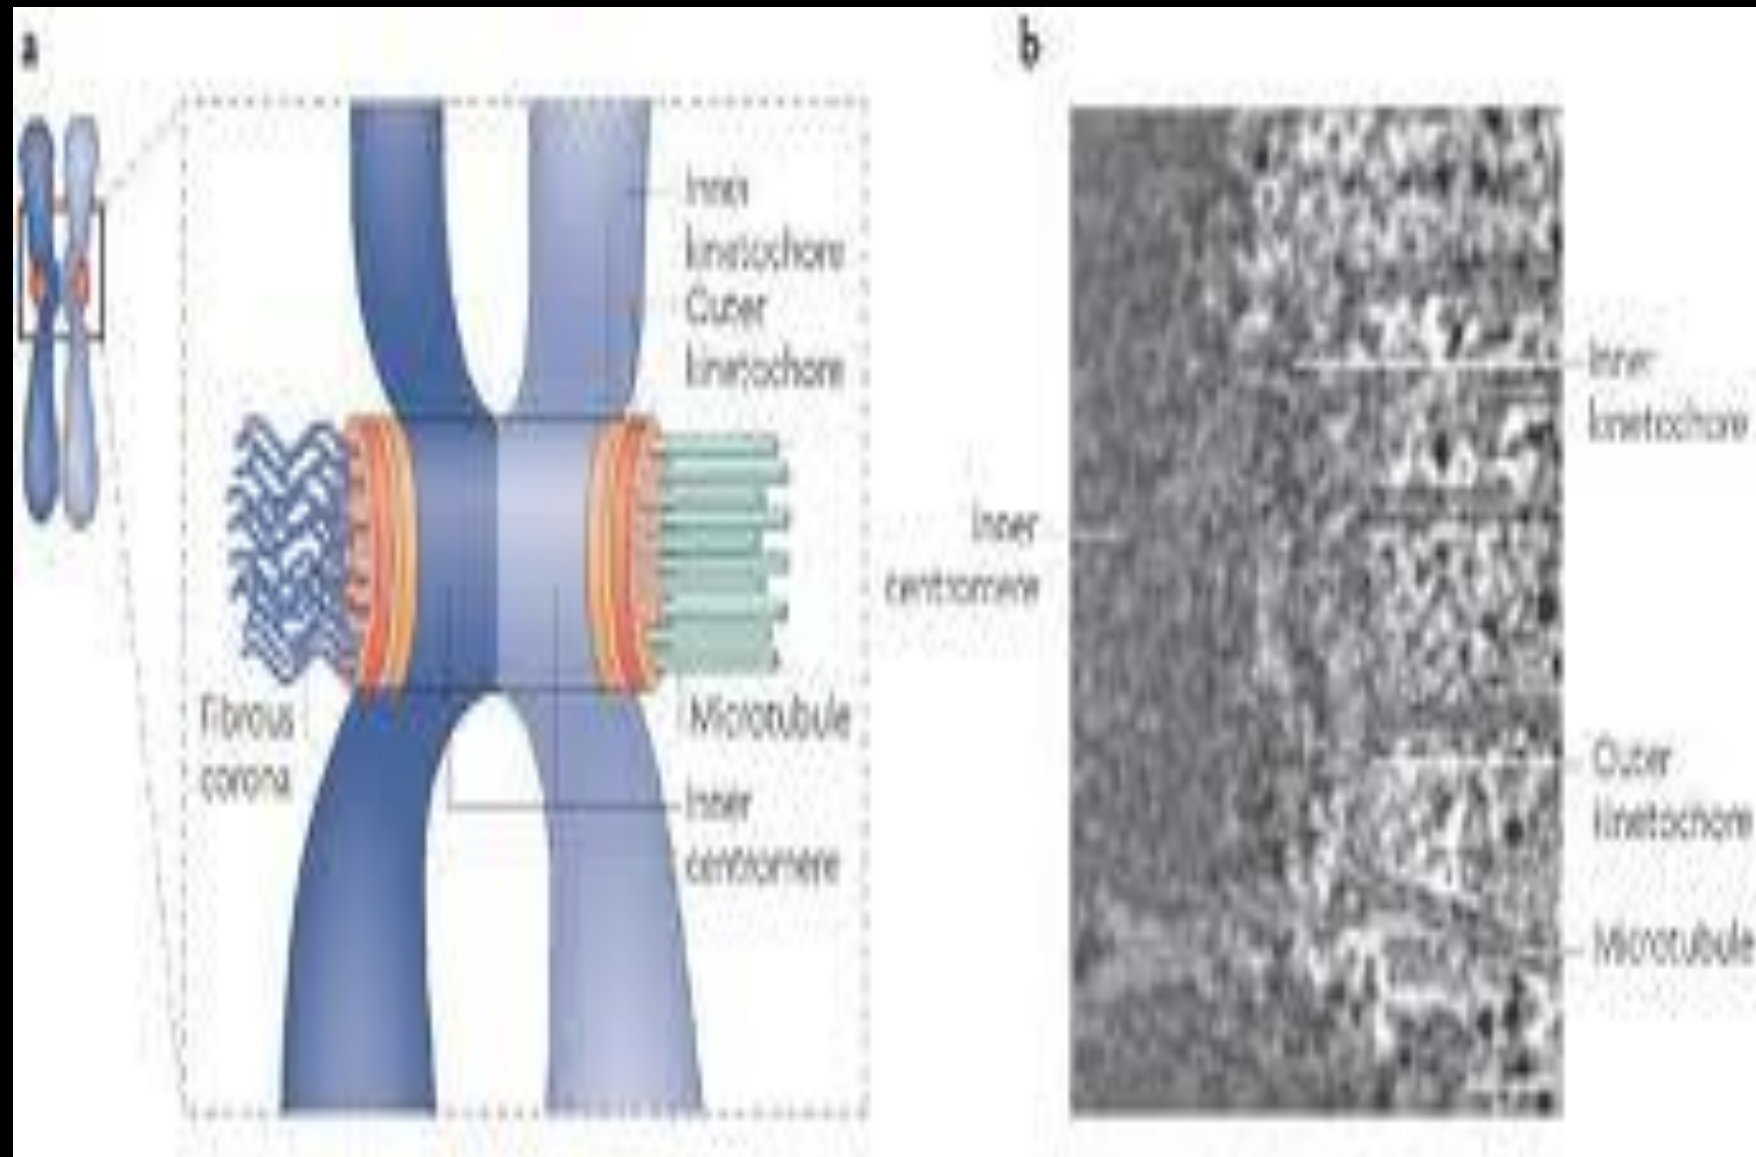 a
Inner
kinetochore
Outer
kinetochore
Fibrous
corona
Microtubule
Inner
centromere
b
Inner
centromere
Inner
kinetochore
Outer
kinetochore
Microtubule